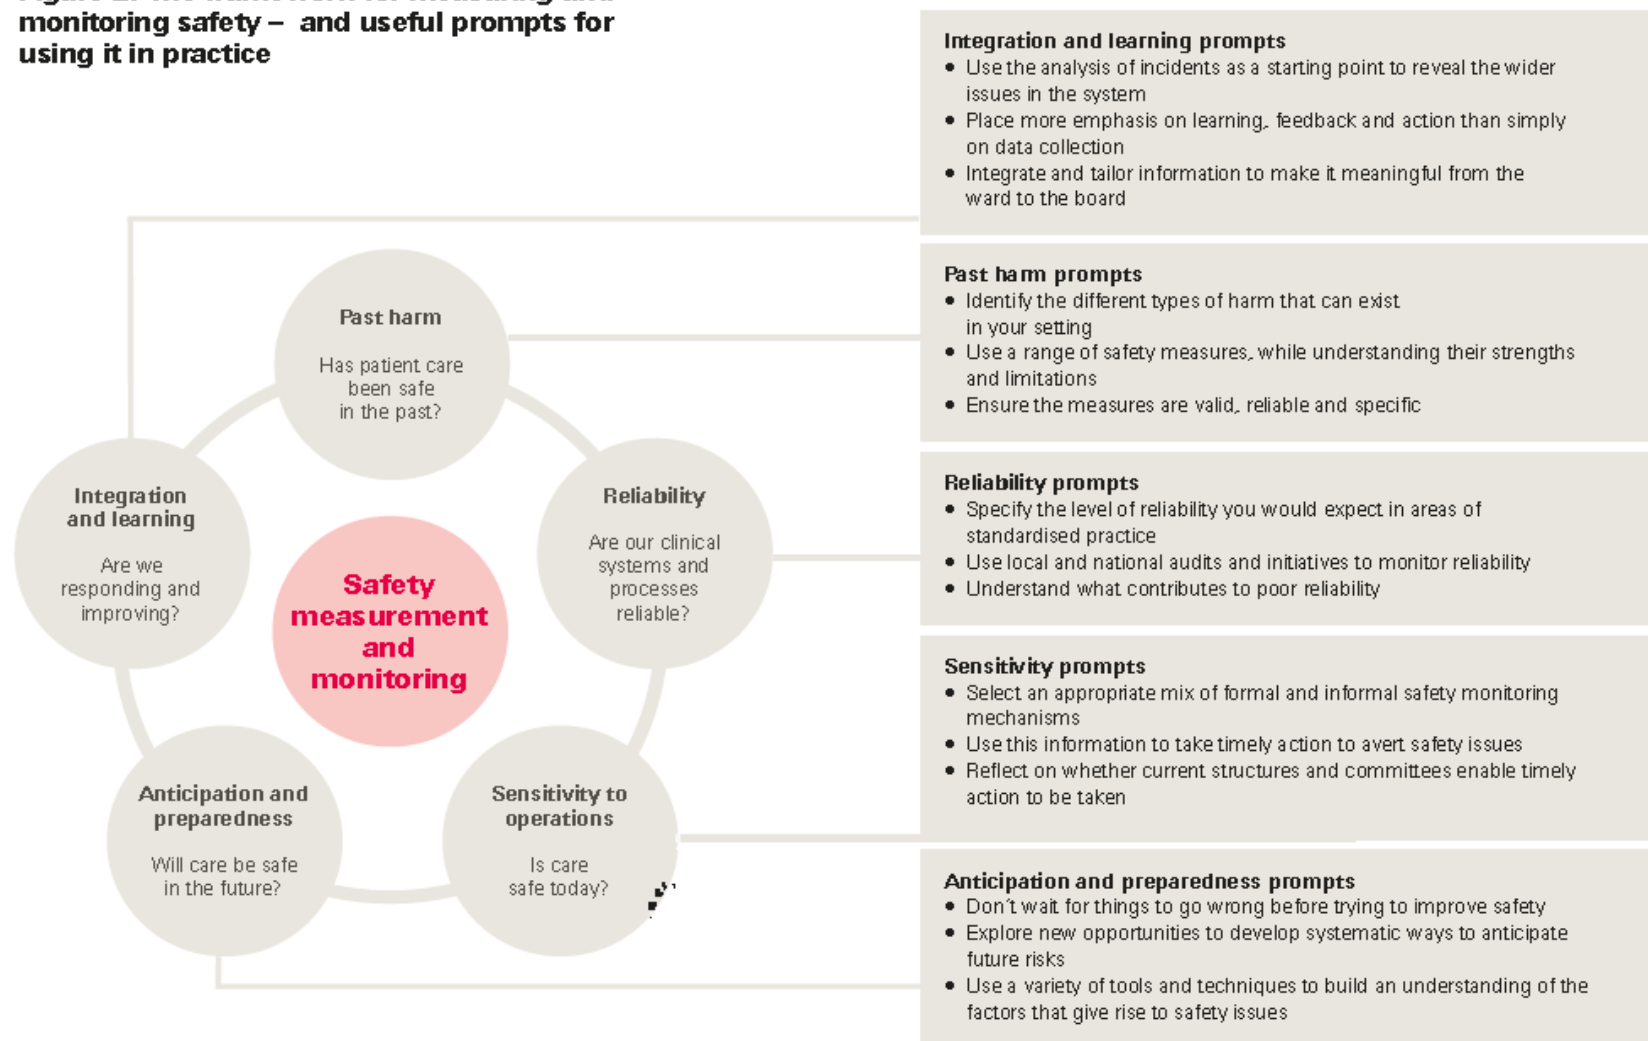 monitoring safety – and useful prompts for
using it in practice
Past harm
Has patient care
been safe
in the past?
Integration
and learning
Are we
responding and
improving?
Reliability
Are our clinical
systems and
processes
reliable?
Safety
measurement
and
monitoring
Anticipation and
preparedness
Will care be safe
in the future?
Sensitivity to
operations
Is care
safe today?
Integration and learning prompts
• Use the analysis of incidents as a starting point to reveal the wider
issues in the system
• Place more emphasis on learning, feedback and action than simply
on data collection
• Integrate and tailor information to make it meaningful from the
ward to the board
Past harm prompts
• Identify the different types of harm that can exist
in your setting
• Use a range of safety measures, while understanding their strengths
and limitations
• Ensure the measures are valid, reliable and specific
Reliability prompts
• Specify the level of reliability you would expect in areas of
standardised practice
• Use local and national audits and initiatives to monitor reliability
• Understand what contributes to poor reliability
Sensitivity prompts
• Select an appropriate mix of formal and informal safety monitoring
mechanisms
• Use this information to take timely action to avert safety issues
• Reflect on whether current structures and committees enable timely
action to be taken
Anticipation and preparedness prompts
• Don't wait for things to go wrong before trying to improve safety
• Explore new opportunities to develop systematic ways to anticipate
future risks
• Use a variety of tools and techniques to build an understanding of the
factors that give rise to safety issues